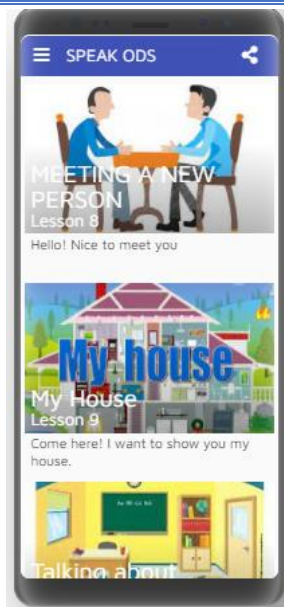 SPEAK ODS
MEETING A NEW
PERSON
Lesson 8
Hello! Nice to meet you
My house
My House
Lesson 9
Come here! I want to show you my
house.
Talking about